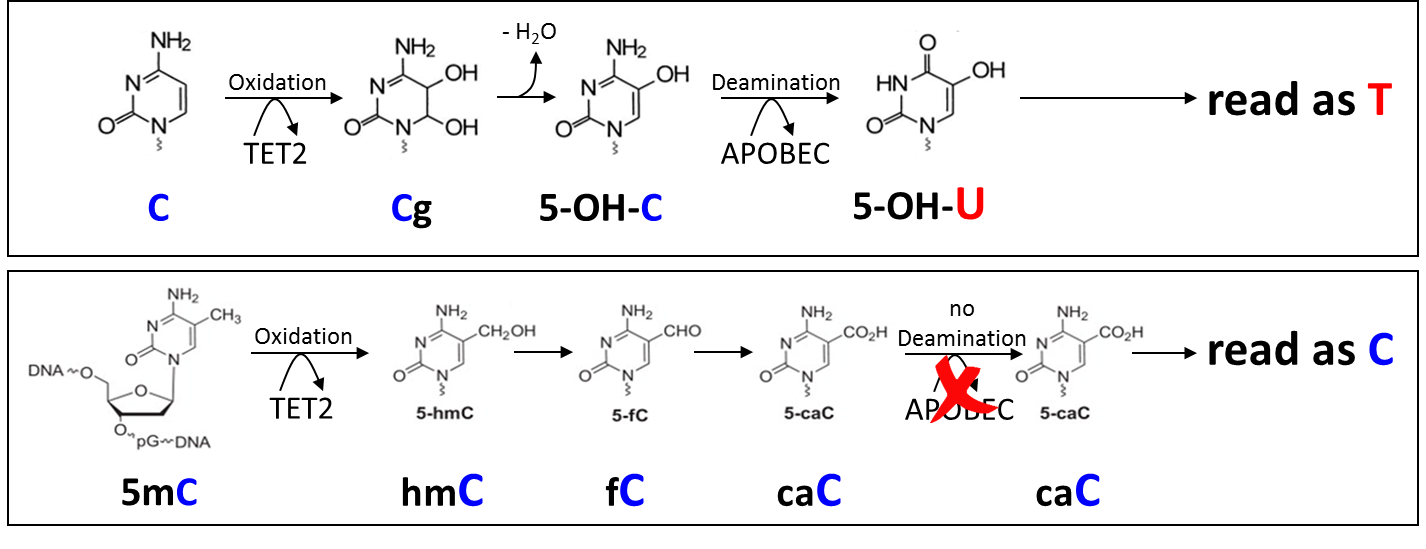 NH₂
N
O
N
C
Oxidation
TET2
NH₂
N
OH
O
N
OH
Cg
- H₂O
NH₂
N
OH
O
N
5-OH-C
Deamination
APOBEC
O
HN
OH
O
N
5-OH-U
read as T
NH₂
N
CH₃
O
N
DNA~O
O
O~pG~DNA
5mC
Oxidation
TET2
NH₂
N
CH₂OH
O
N
5-hmC
hmC
NH₂
N
CHO
O
N
5-fC
fC
NH₂
N
CO₂H
O
N
5-caC
caC
no
Deamination
APOBEC
NH₂
N
CO₂H
O
N
5-caC
caC
read as C